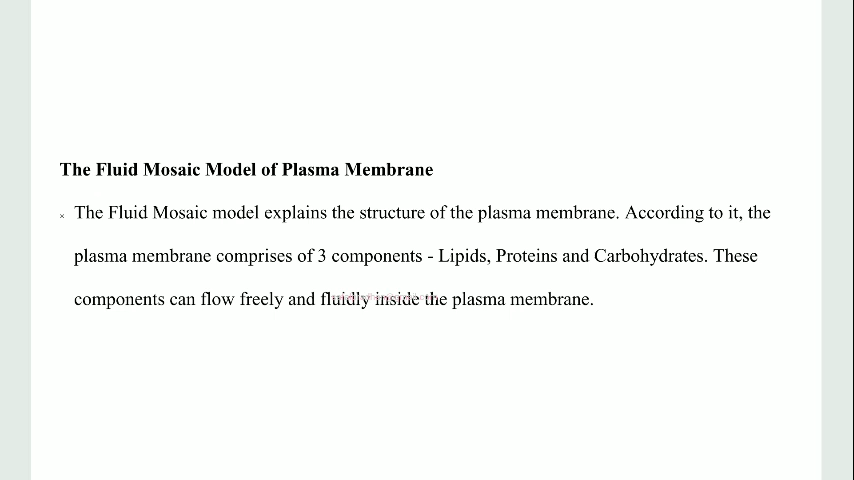 The Fluid Mosaic Model of Plasma Membrane
× The Fluid Mosaic model explains the structure of the plasma membrane. According to it, the
plasma membrane comprises of 3 components - Lipids, Proteins and Carbohydrates. These
components can flow freely and fluidly inside the plasma membrane.